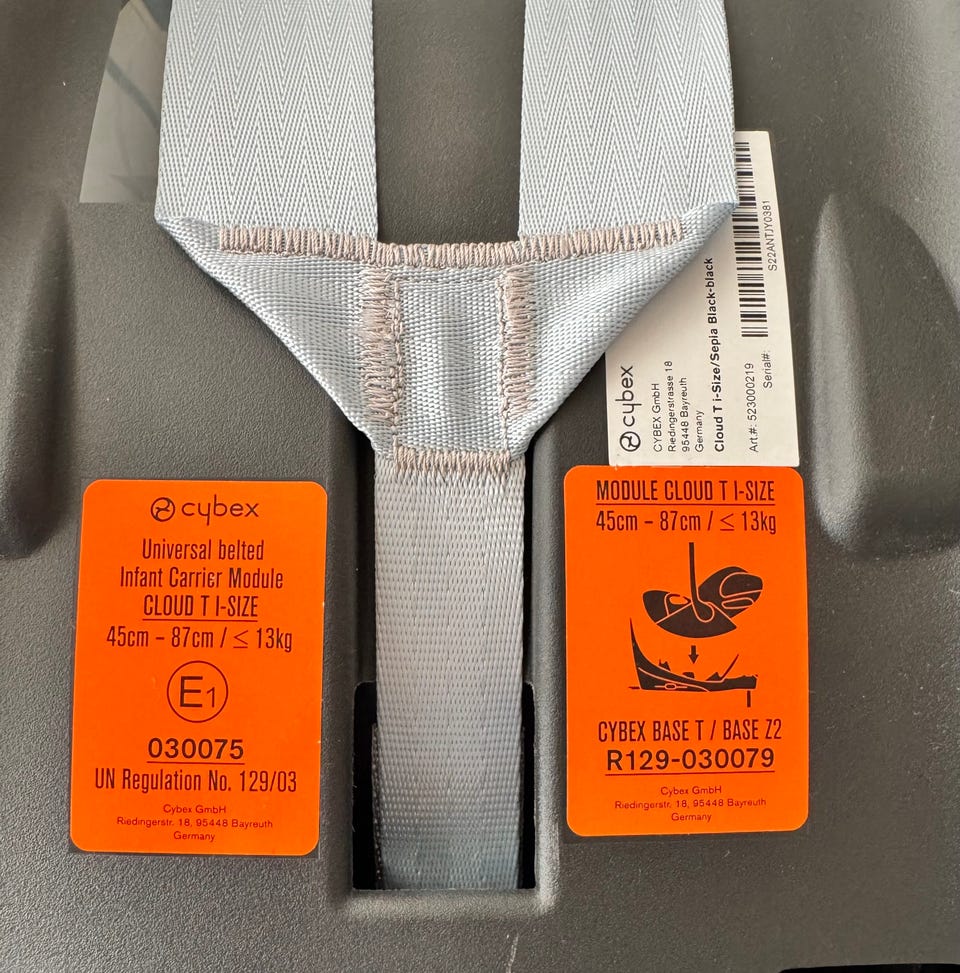 cybex
Universal belted
Infant Carrier Module
CLOUD T I-SIZE
45cm – 87cm / ≤ 13kg
E1
030075
UN Regulation No. 129/03
Cybex GmbH
Riedingerstr. 18, 95448 Bayreuth
Germany
cybex
CYBEX GmbH
Riedingerstrasse 18
95448 Bayreuth
Germany
Cloud T i-Size/Sepia Black-black
Art.#: 523000219
Serial#:
S22ANTJY0381
MODULE CLOUD T I-SIZE
45cm – 87cm / ≤ 13kg
CYBEX BASE T / BASE Z2
R129-030079
Cybex GmbH
Riedingerstr. 18, 95448 Bayreuth
Germany